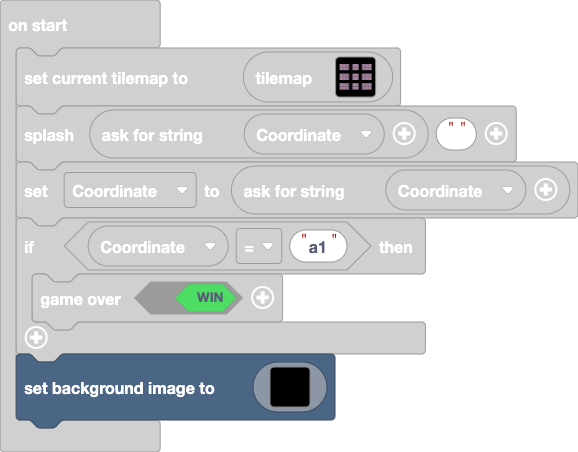 on start
set current tilemap to tilemap
splash ask for string Coordinate " "
set Coordinate to ask for string Coordinate
if Coordinate = "a1" then
game over WIN
set background image to